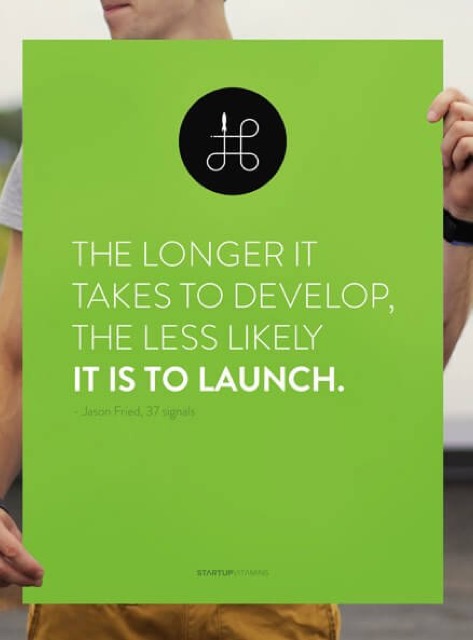 THE LONGER IT
TAKES TO DEVELOP,
THE LESS LIKELY
IT IS TO LAUNCH.
- Jason Fried, 37 signals
STARTUPVITAMINS